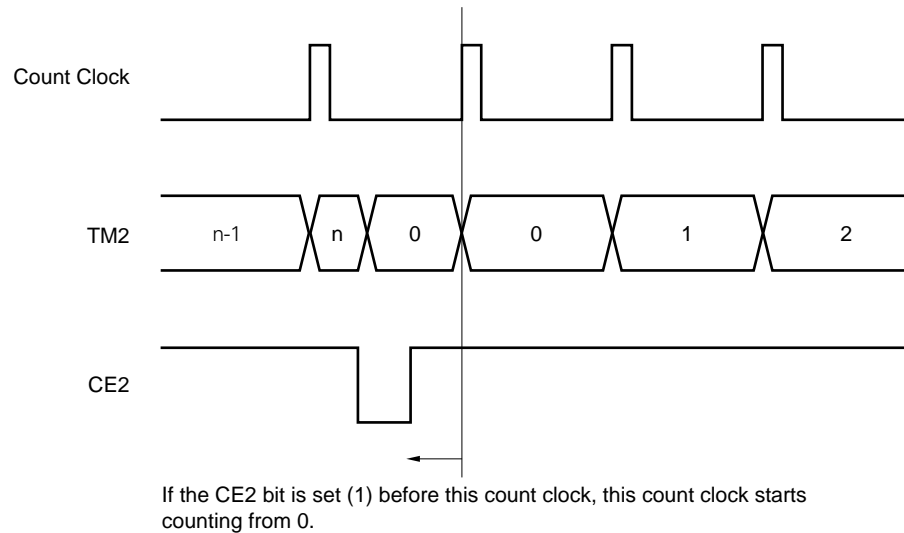 Count Clock
TM2
n-1
n
0
0
1
2
CE2
If the CE2 bit is set (1) before this count clock, this count clock starts
counting from 0.